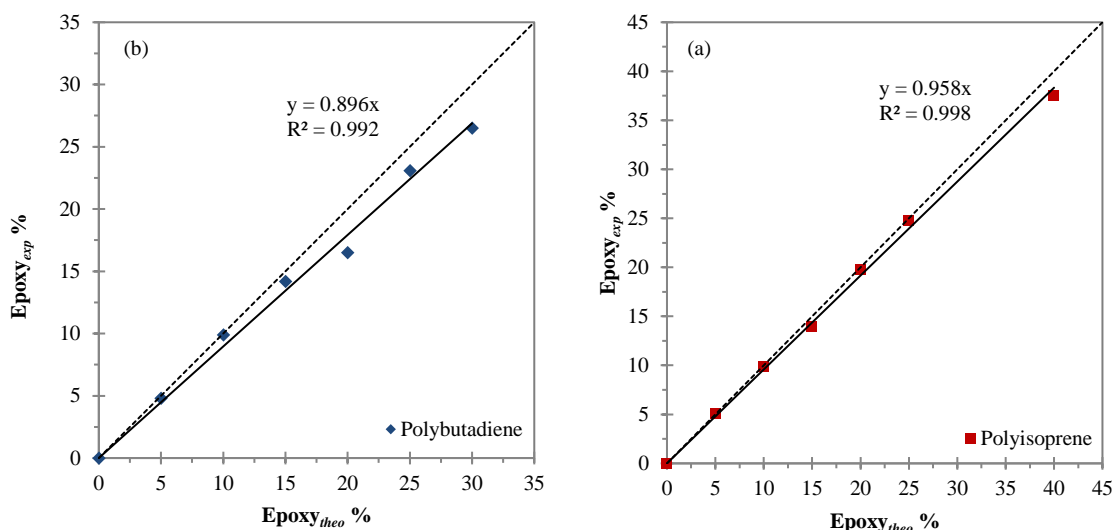 (b)
y = 0.896x
R² = 0.992
35
30
25
20
15
10
5
0
Epoxyexp %
Polybutadiene
0 5 10 15 20 25 30 35
Epoxytheo %
(a)
y = 0.958x
R² = 0.998
45
40
35
30
25
20
15
10
5
0
Epoxyexp %
Polyisoprene
0 5 10 15 20 25 30 35 40 45
Epoxytheo %